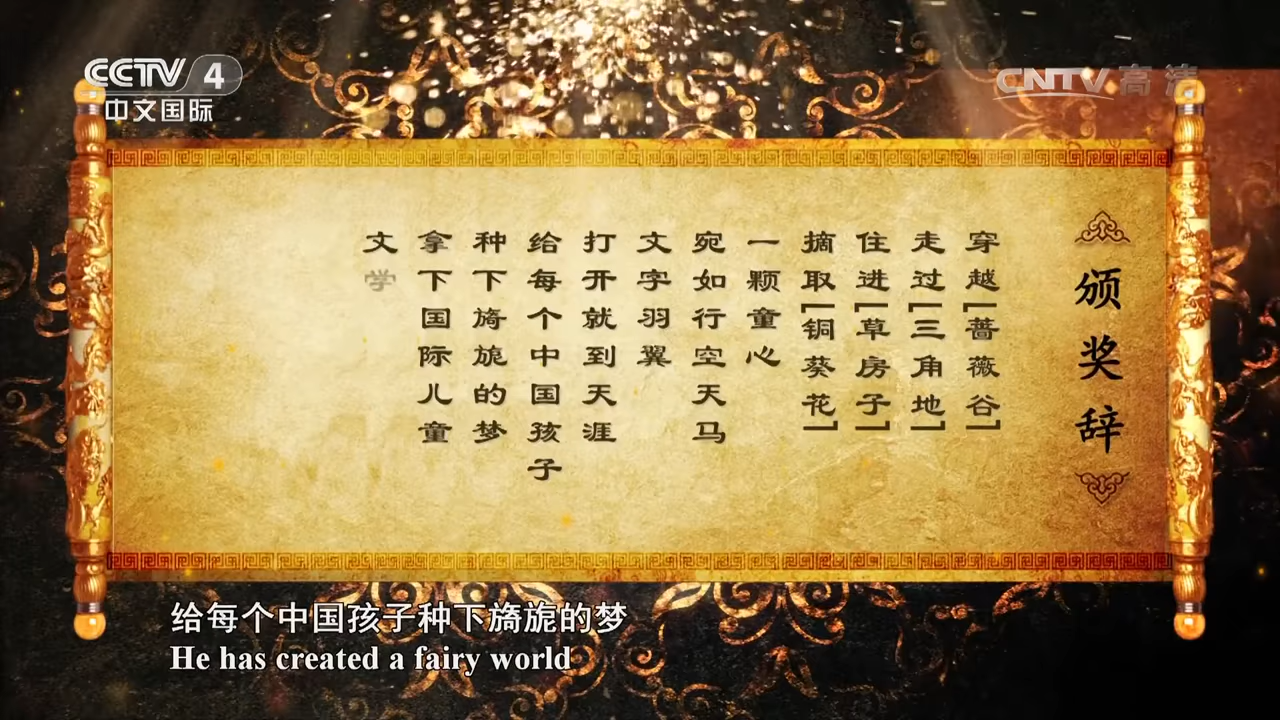 CCTV 4
中文国际
CNTV 高清
颁奖辞
穿越[蔷薇谷]
走过[三角地]
住进[草房子]
摘取[铜葵花]
一颗童心
宛如行空天马
文字羽翼
打开就到天涯
给每个中国孩子
种下旖旎的梦
拿下国际儿童
文学
给每个中国孩子种下旖旎的梦
He has created a fairy world